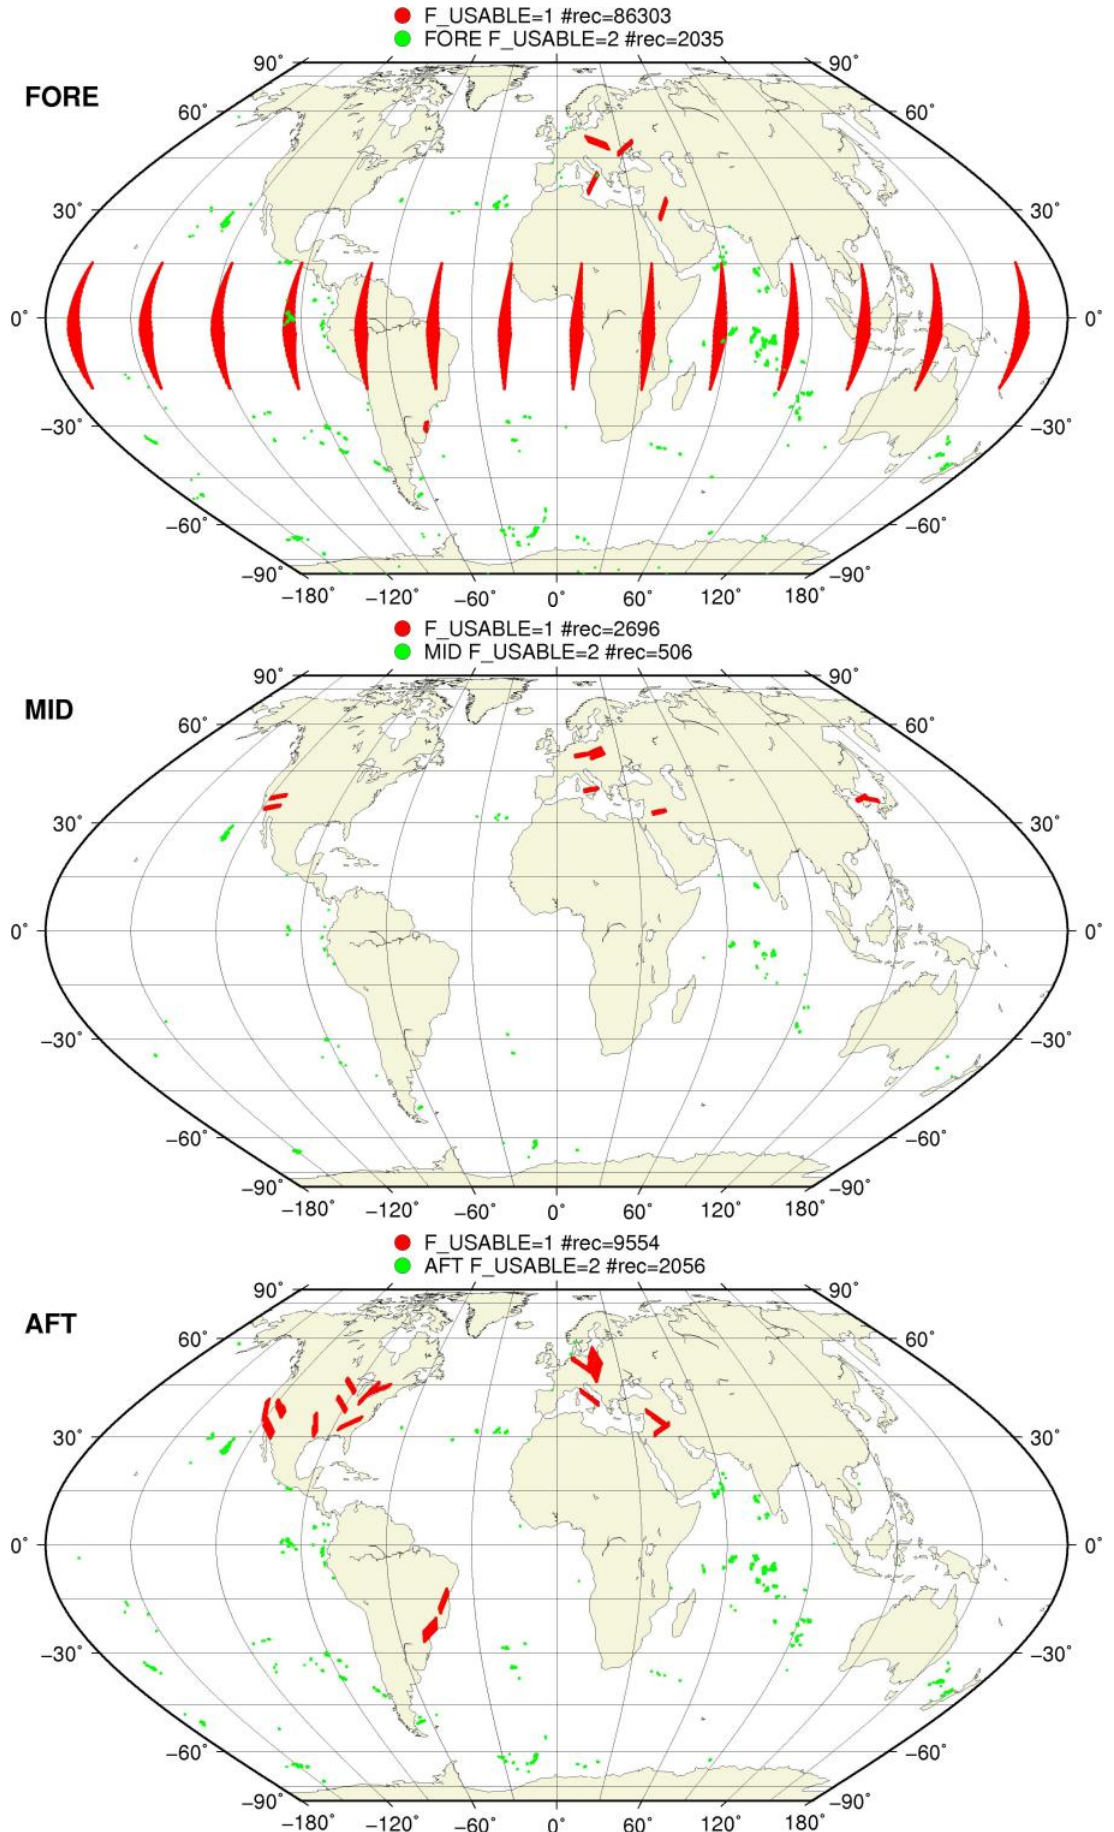 F_USABLE=1 #rec=86303
FORE F_USABLE=2 #rec=2035
FORE
90° 90°
60° 60°
30° 30°
0° 0°
−30° −30°
−60° −60°
−90° −90°
−180° −120° −60° 0° 60° 120° 180°
F_USABLE=1 #rec=2696
MID F_USABLE=2 #rec=506
MID
90° 90°
60° 60°
30° 30°
0° 0°
−30° −30°
−60° −60°
−90° −90°
−180° −120° −60° 0° 60° 120° 180°
F_USABLE=1 #rec=9554
AFT F_USABLE=2 #rec=2056
AFT
90° 90°
60° 60°
30° 30°
0° 0°
−30° −30°
−60° −60°
−90° −90°
−180° −120° −60° 0° 60° 120° 180°